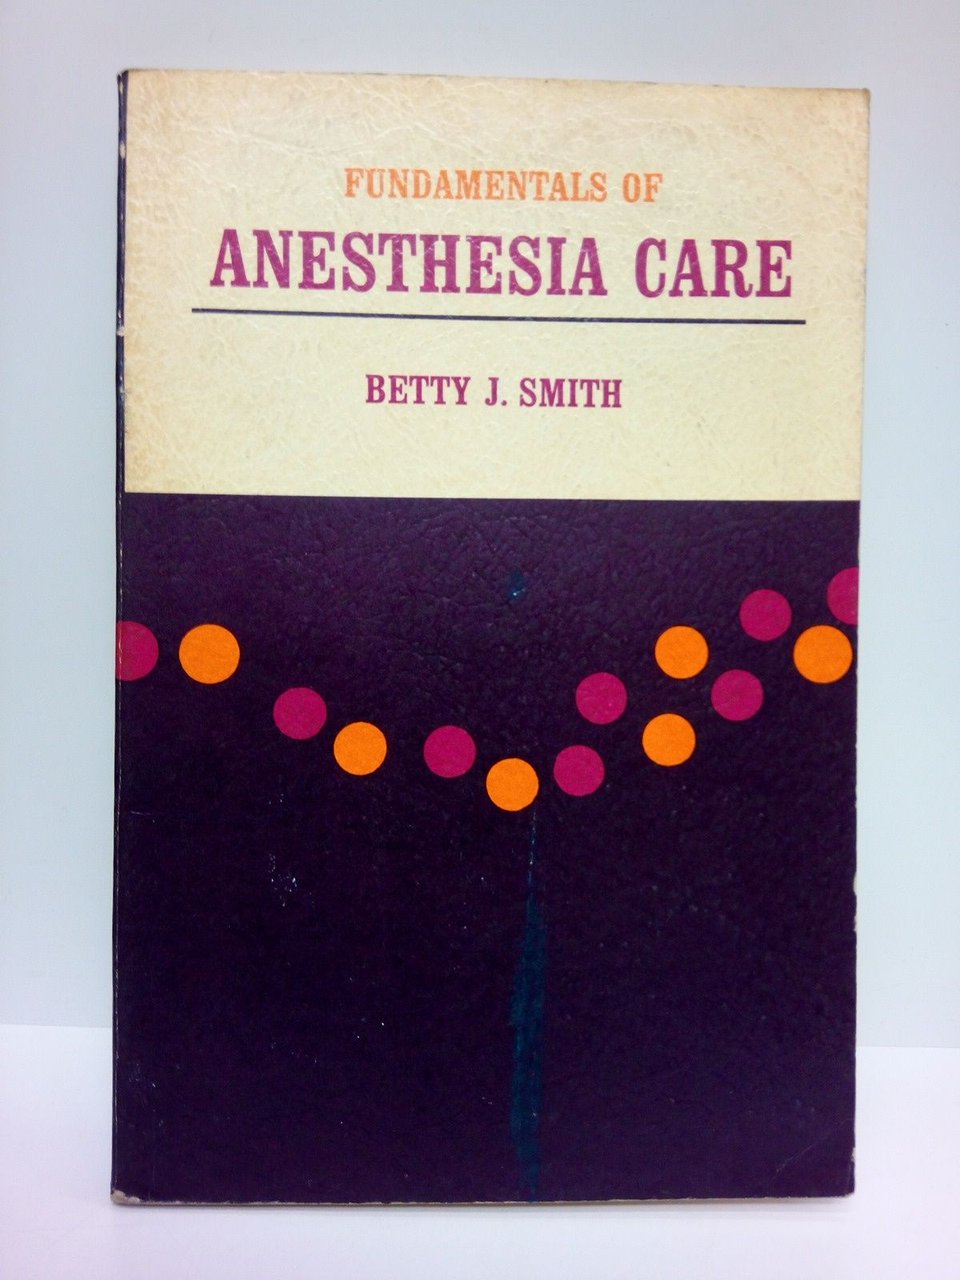 FUNDAMENTALS OF
ANESTHESIA CARE
BETTY J. SMITH